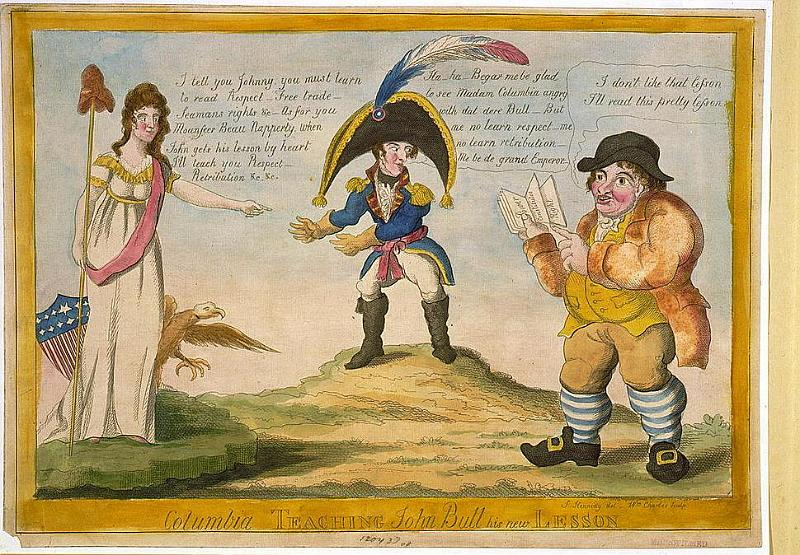 I tell you Johnny, you must learn
to read Respect — Free trade —
Seamans rights &c — As for you
Mounseer Beau Napperty, when
John gets his lesson by heart
I'll teach you Respect —
Retribution &c. &c.
Ha — ha — Begar me be glad
to see Madam Columbia angry
with dat dere Bull — But
me no learn respect — me
no learn retribution —
Me be de grand Emperor
I don't like that lesson
I'll read this pretty lesson
Columbia TEACHING John Bull his new LESSON
Wm Charles Sculp